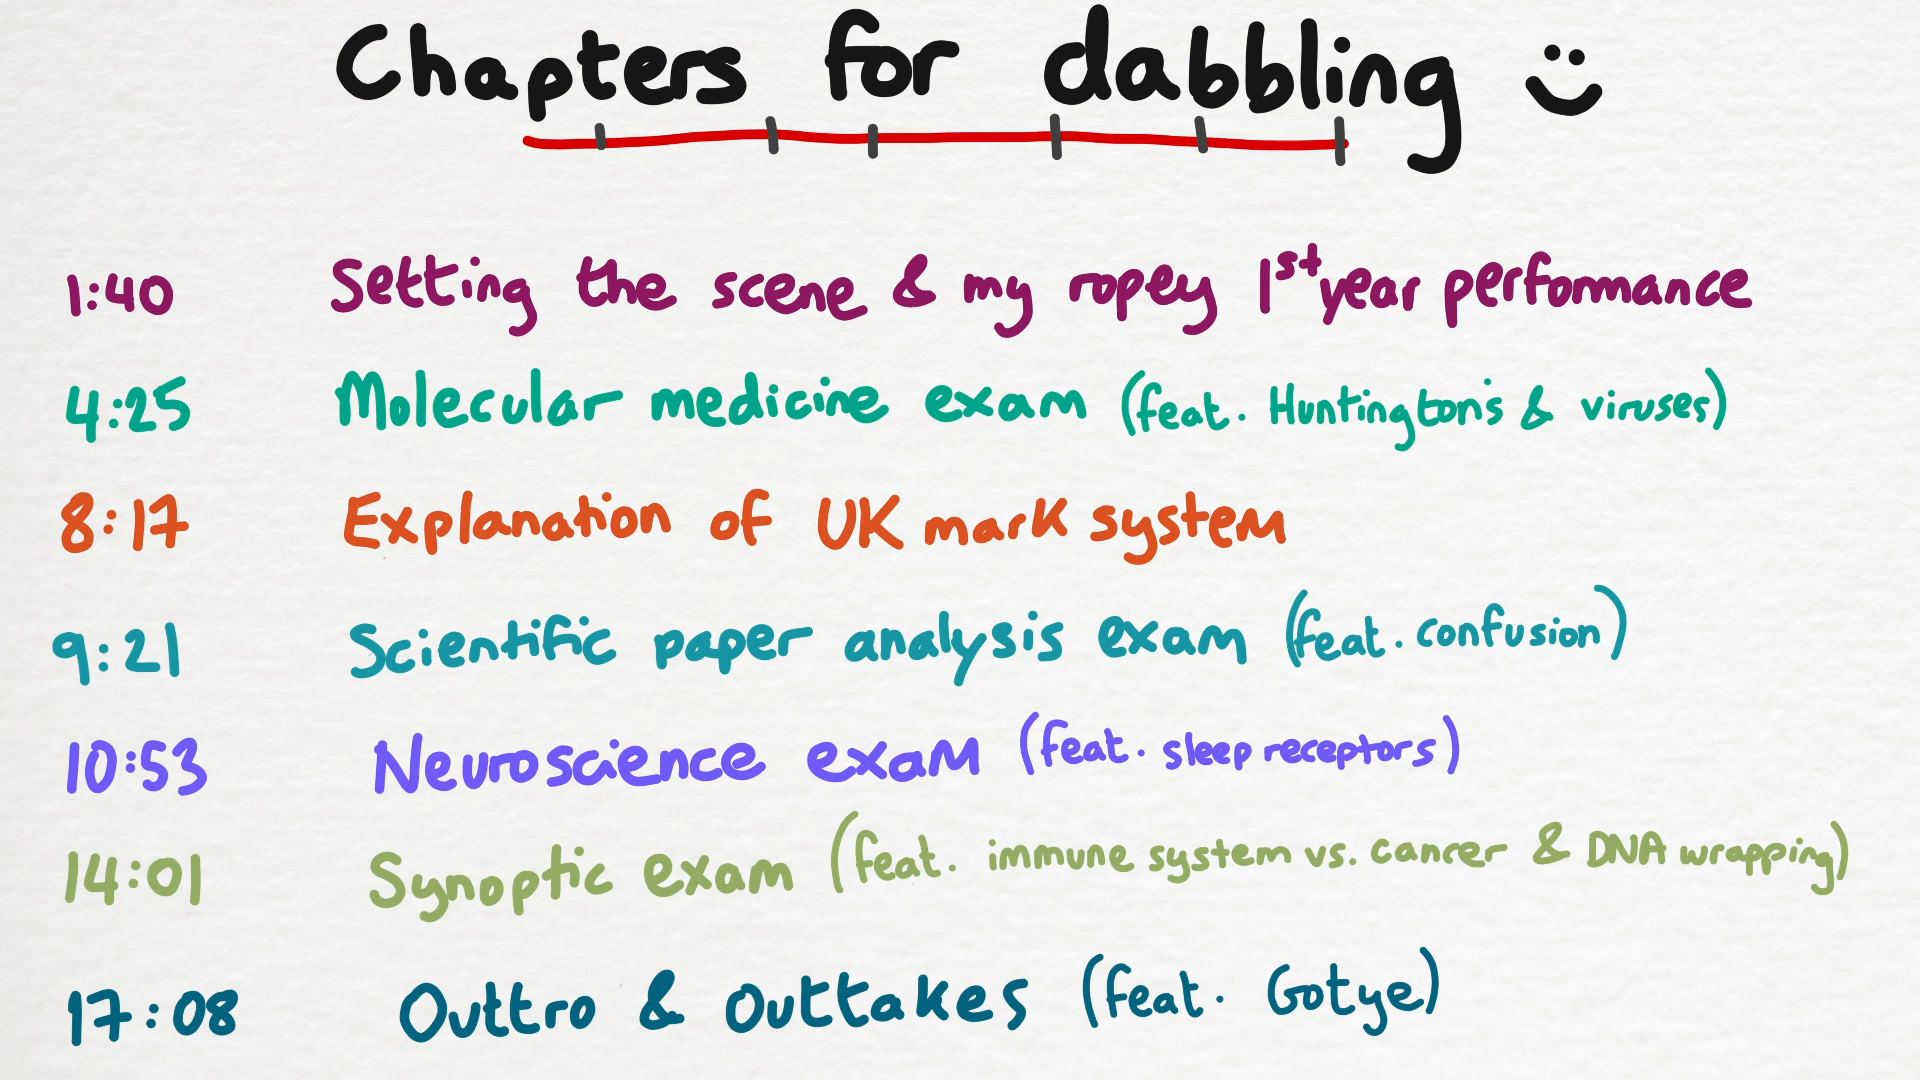 Chapters for dabbling
1:40 Setting the scene & my ropey 1st year performance
4:25 Molecular medicine exam (feat. Huntington's & viruses)
8:17 Explanation of UK mark system
9:21 Scientific paper analysis exam (feat. confusion)
10:53 Neuroscience exam (feat. sleep receptors)
14:01 Synoptic exam (feat. immune system vs. cancer & DNA wrapping)
17:08 Outtro & outtakes (feat. Gotye)